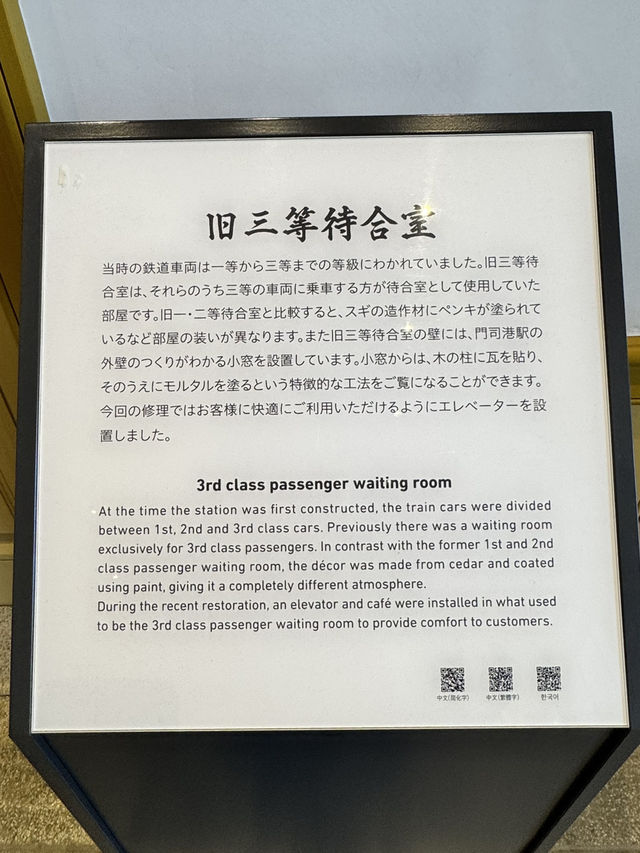 旧三等待合室
当時の鉄道車両は一等から三等までの等級にわかれていました。旧三等待
合室は、それらのうち三等の車両に乗車する方が待合室として使用していた
部屋です。旧一・二等待合室と比較すると、スギの造作材にペンキが塗られて
いるなど部屋の装いが異なります。また旧三等待合室の壁には、門司港駅の
外壁のつくりがわかる小窓を設置しています。小窓からは、木の柱に瓦を貼り、
そのうえにモルタルを塗るという特徴的な工法をご覧になることができます。
今回の修理ではお客様に快適にご利用いただけるようにエレベーターを設
置しました。
3rd class passenger waiting room
At the time the station was first constructed, the train cars were divided
between 1st, 2nd and 3rd class cars. Previously there was a waiting room
exclusively for 3rd class passengers. In contrast with the former 1st and 2nd
class passenger waiting room, the décor was made from cedar and coated
using paint, giving it a completely different atmosphere.
During the recent restoration, an elevator and café were installed in what used
to be the 3rd class passenger waiting room to provide comfort to customers.
中文(简化字) 中文(繁體字) 한국어